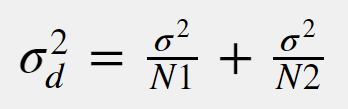 σ_d^2 = σ^2/N1 + σ^2/N2